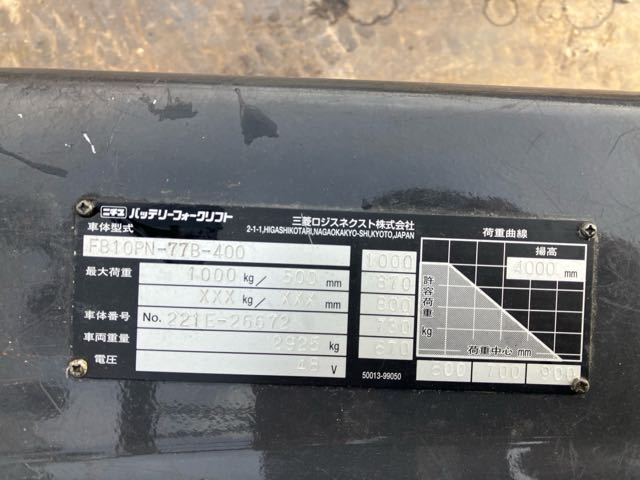 ニチユ バッテリーフォークリフト
三菱ロジスネクスト株式会社
2-1-1,HIGASHIKOTARI,NAGAOKAKYO-SHI,KYOTO,JAPAN
車体型式
FB10PN-77B-400
最大荷重 1000 kg / 500 mm
XXX kg / XXX mm
車体番号 No. 221E-26672
車両重量 2925 kg
電圧 48 V
荷重曲線
揚高
4000 mm
1000
870
800
730
670
許容荷重
kg
荷重中心 mm
600 700 900
50013-99050